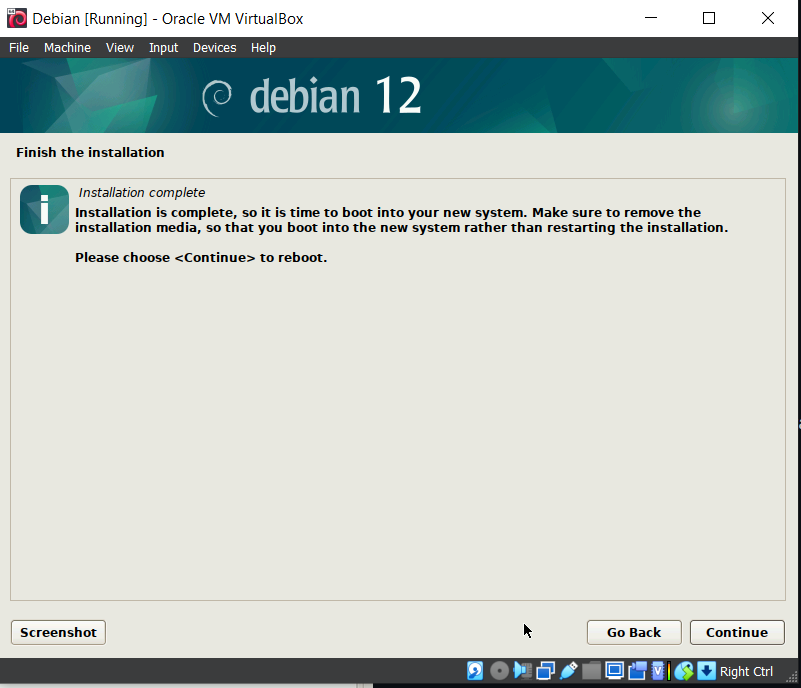 Debian [Running] - Oracle VM VirtualBox
File Machine View Input Devices Help
debian 12
Finish the installation
Installation complete
Installation is complete, so it is time to boot into your new system. Make sure to remove the
installation media, so that you boot into the new system rather than restarting the installation.
Please choose <Continue> to reboot.
Screenshot Go Back Continue
Right Ctrl